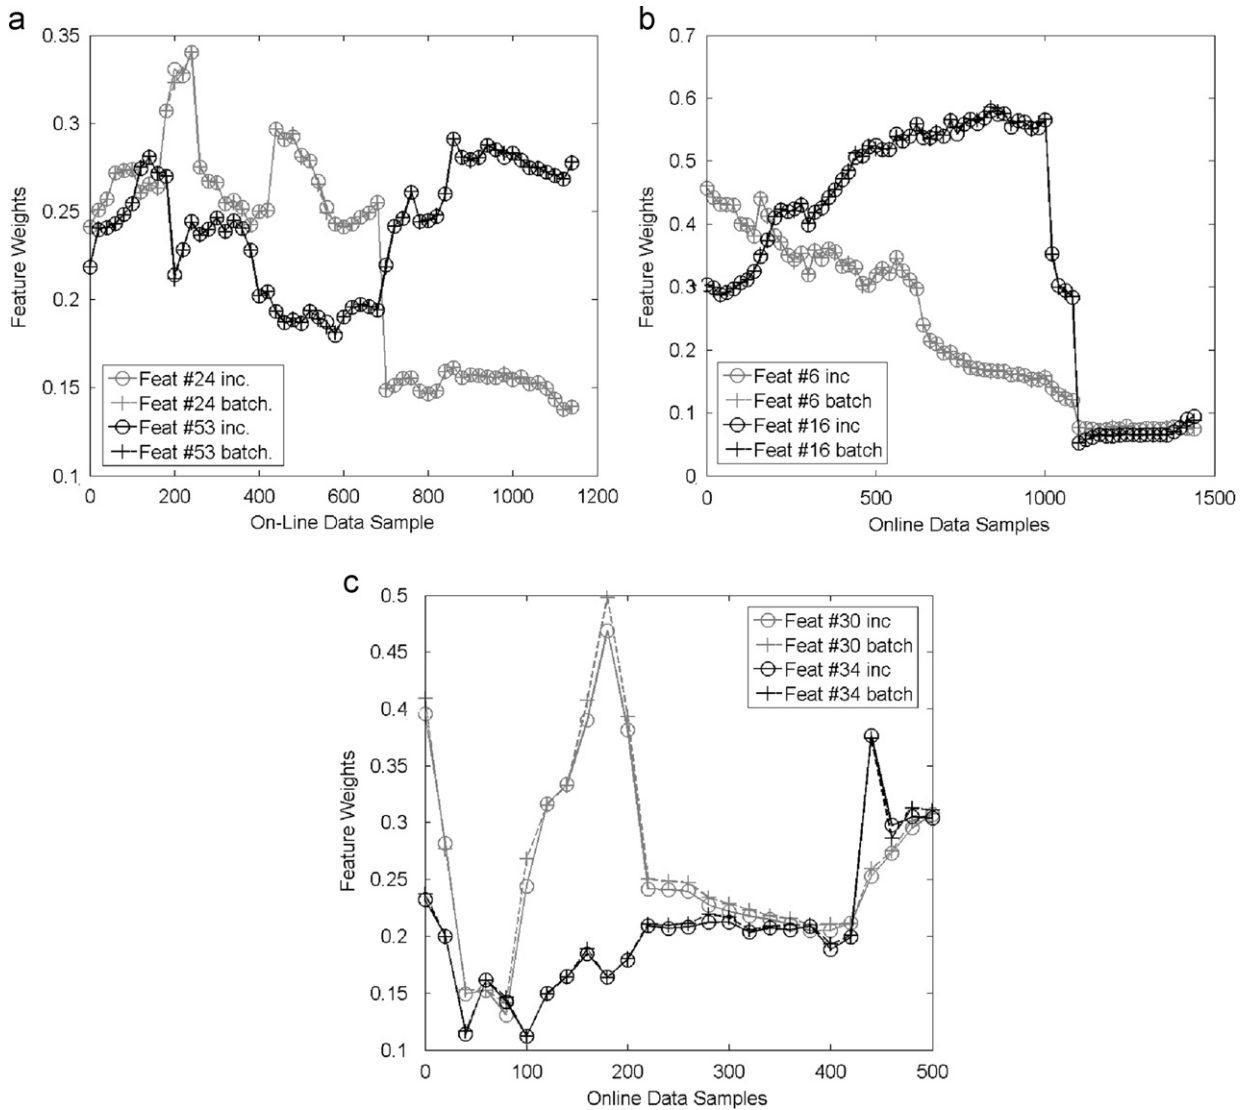 a
0.35
0.3
0.25
0.2
0.15
0.1
Feature Weights
Feat #24 inc.
Feat #24 batch.
Feat #53 inc.
Feat #53 batch.
0 200 400 600 800 1000 1200
On-Line Data Sample
b
0.7
0.6
0.5
0.4
0.3
0.2
0.1
0
Feature Weights
Feat #6 inc
Feat #6 batch
Feat #16 inc
Feat #16 batch
0 500 1000 1500
Online Data Samples
c
0.5
0.45
0.4
0.35
0.3
0.25
0.2
0.15
0.1
Feature Weights
Feat #30 inc
Feat #30 batch
Feat #34 inc
Feat #34 batch
0 100 200 300 400 500
Online Data Samples